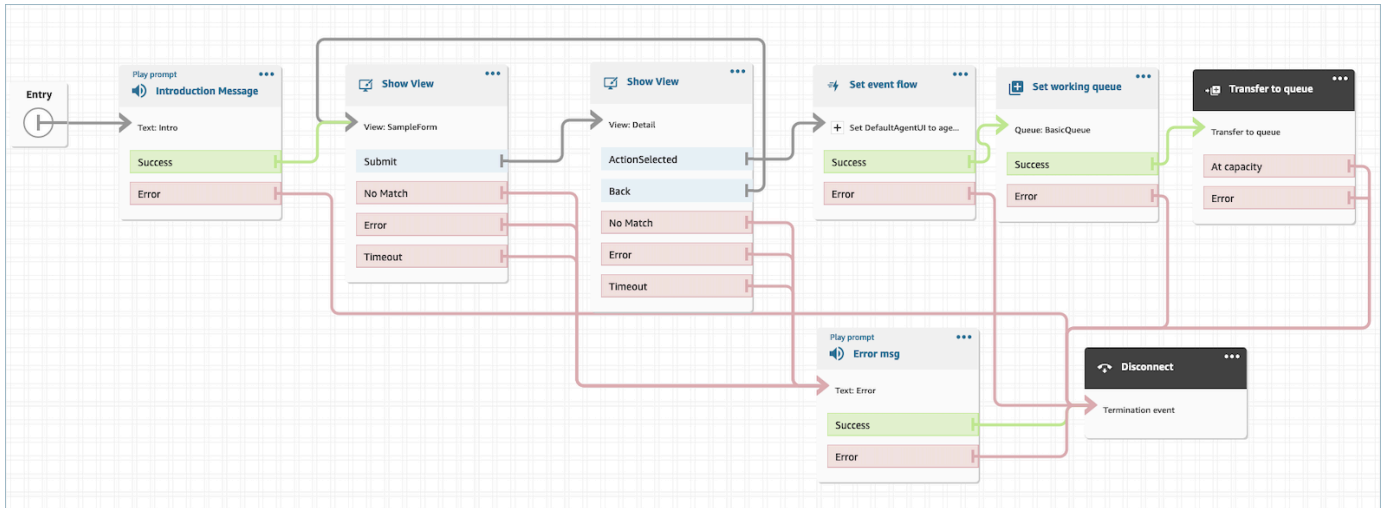 Entry
Play prompt
Introduction Message
Text: Intro
Success
Error
Show View
View: SampleForm
Submit
No Match
Error
Timeout
Show View
View: Detail
ActionSelected
Back
No Match
Error
Timeout
Set event flow
Set DefaultAgentUI to age...
Success
Error
Set working queue
Queue: BasicQueue
Success
Error
Transfer to queue
Transfer to queue
At capacity
Error
Play prompt
Error msg
Text: Error
Success
Error
Disconnect
Termination event